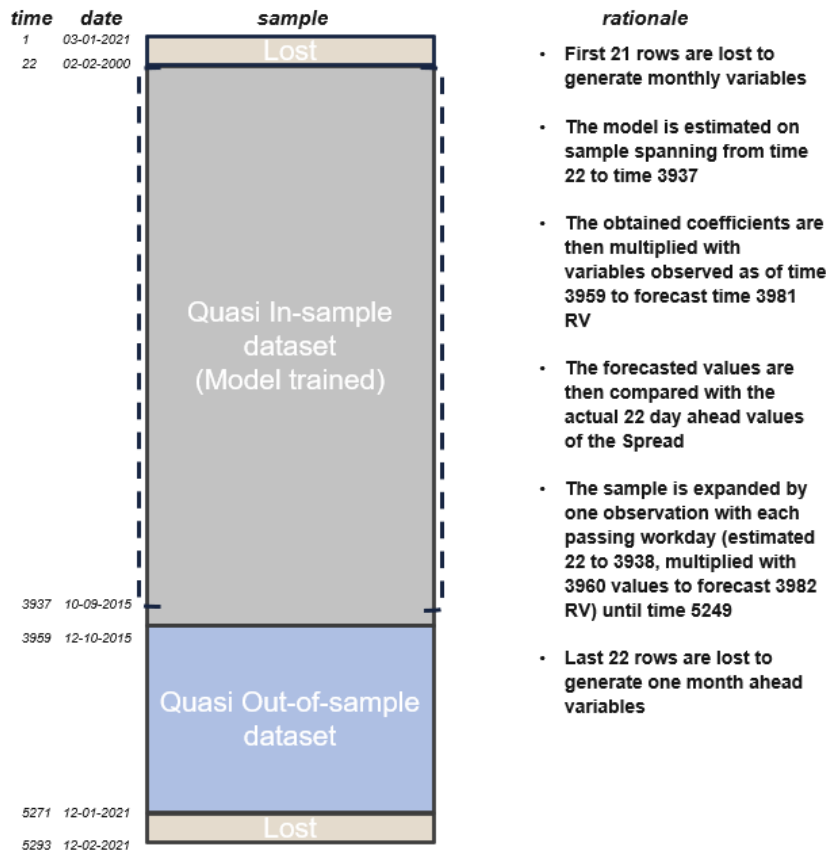 time date sample rationale
1 03-01-2021
Lost
22 02-02-2000
• First 21 rows are lost to
generate monthly variables
• The model is estimated on
sample spanning from time
22 to time 3937
• The obtained coefficients are
then multiplied with
variables observed as of time
3959 to forecast time 3981
RV
Quasi In-sample
dataset
(Model trained)
• The forecasted values are
then compared with the
actual 22 day ahead values
of the Spread
• The sample is expanded by
one observation with each
passing workday (estimated
22 to 3938, multiplied with
3960 values to forecast 3982
RV) until time 5249
3937 10-09-2015
3959 12-10-2015
• Last 22 rows are lost to
generate one month ahead
variables
Quasi Out-of-sample
dataset
5271 12-01-2021
Lost
5293 12-02-2021